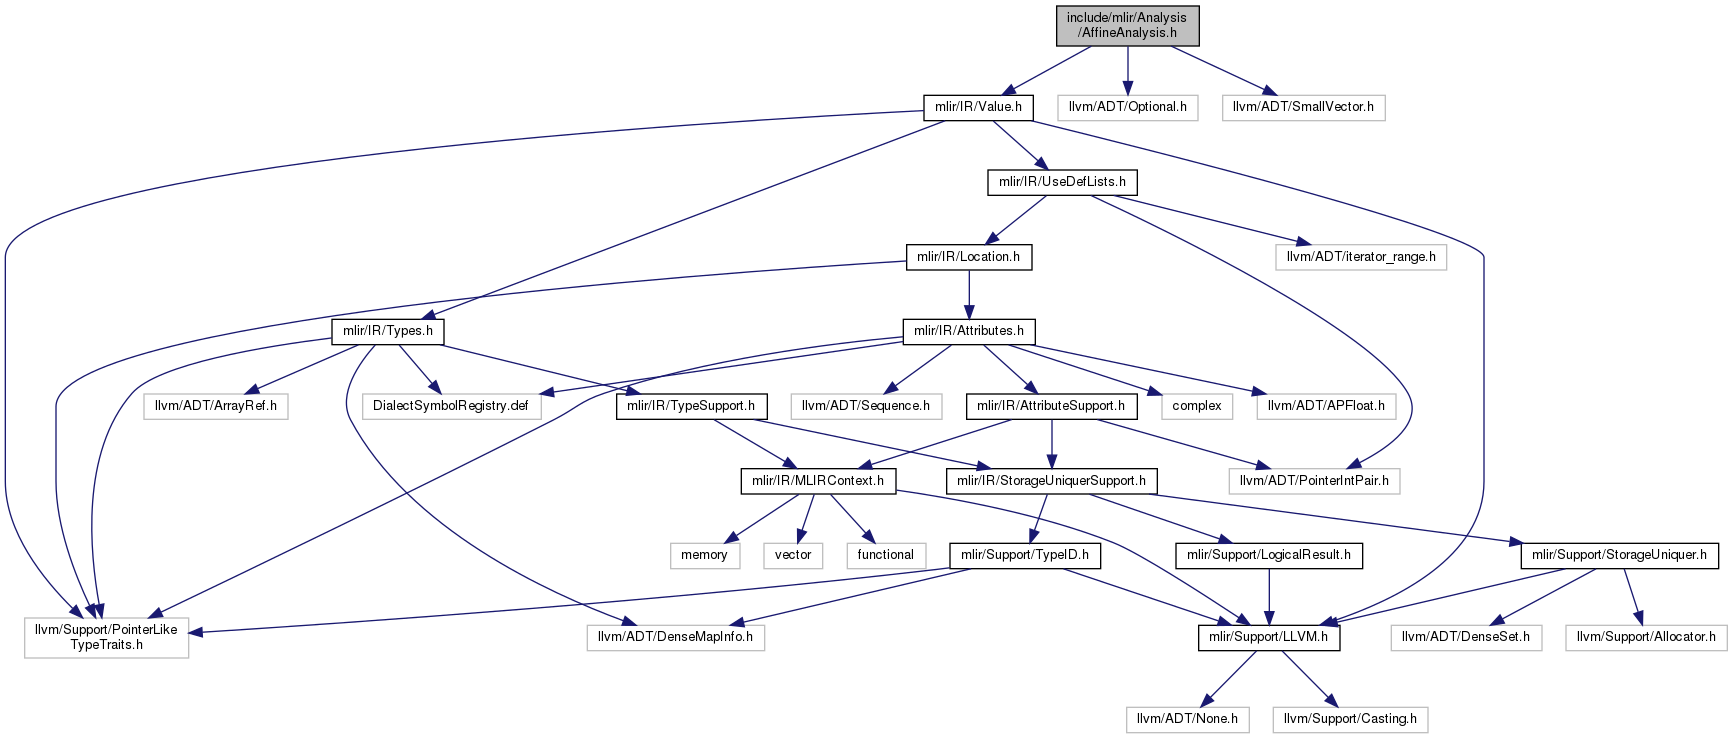 include/mlir/Analysis
/AffineAnalysis.h
mlir/IR/Value.h
llvm/ADT/Optional.h
llvm/ADT/SmallVector.h
mlir/IR/UseDefLists.h
mlir/IR/Location.h
llvm/ADT/iterator_range.h
mlir/IR/Types.h
mlir/IR/Attributes.h
llvm/ADT/ArrayRef.h
DialectSymbolRegistry.def
mlir/IR/TypeSupport.h
llvm/ADT/Sequence.h
mlir/IR/AttributeSupport.h
complex
llvm/ADT/APFloat.h
mlir/IR/MLIRContext.h
mlir/IR/StorageUniquerSupport.h
llvm/ADT/PointerIntPair.h
memory
vector
functional
mlir/Support/TypeID.h
mlir/Support/LogicalResult.h
mlir/Support/StorageUniquer.h
llvm/Support/PointerLike
TypeTraits.h
llvm/ADT/DenseMapInfo.h
mlir/Support/LLVM.h
llvm/ADT/DenseSet.h
llvm/Support/Allocator.h
llvm/ADT/None.h
llvm/Support/Casting.h